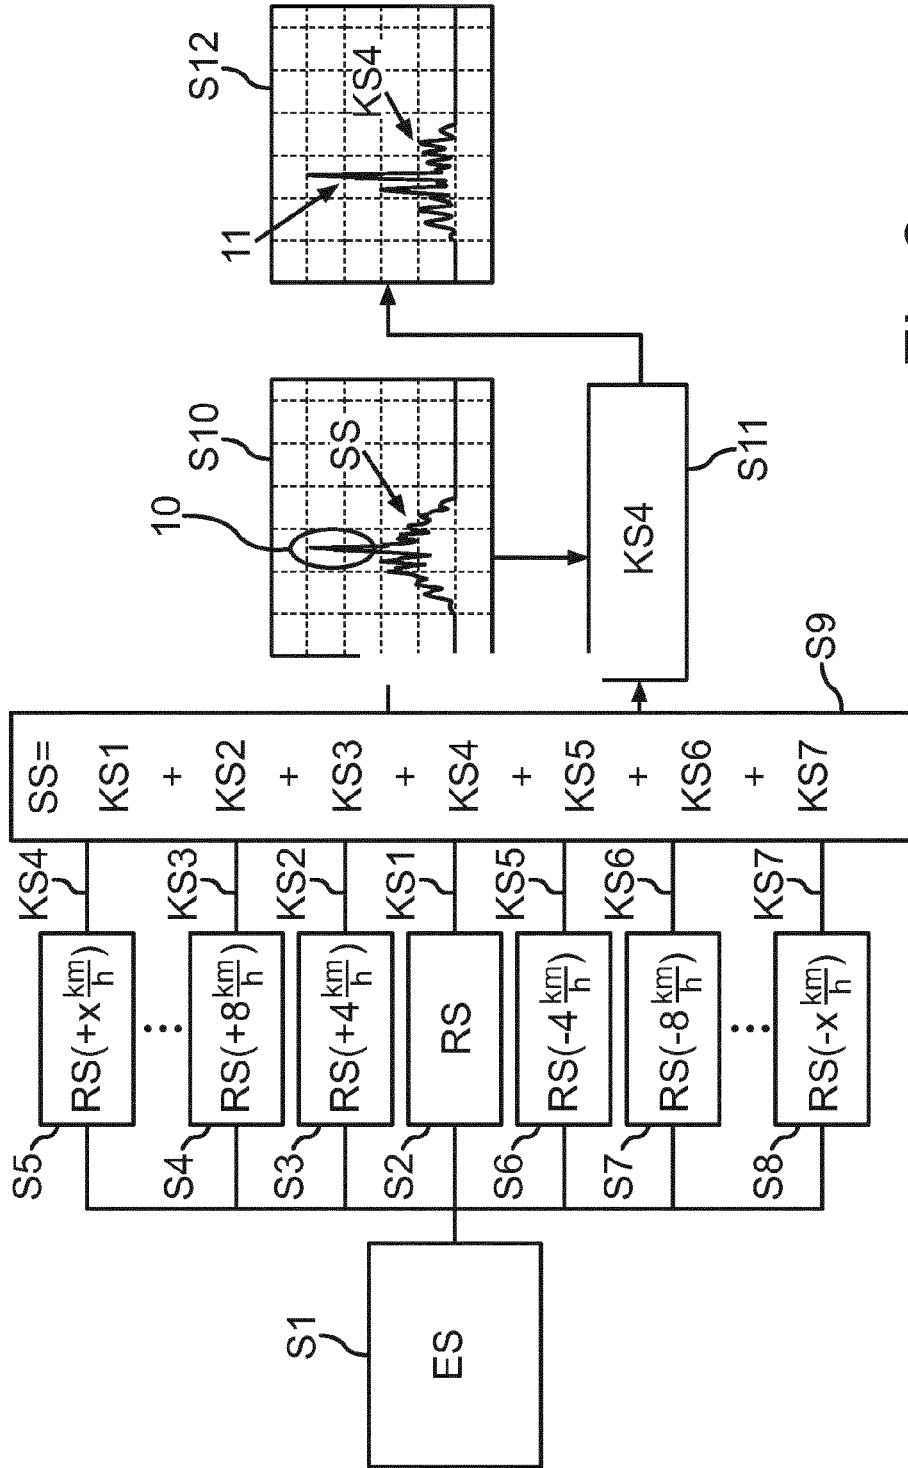 S1
ES
S5
RS(+x km/h)
KS4
S4
RS(+8 km/h)
KS3
S3
RS(+4 km/h)
KS2
S2
RS
KS1
S6
RS(-4 km/h)
KS5
S7
RS(-8 km/h)
KS6
S8
RS(-x km/h)
KS7
SS=
KS1
+
KS2
+
KS3
+
KS4
+
KS5
+
KS6
+
KS7
S9
10
S10
SS
KS4
S11
11
S12
KS4